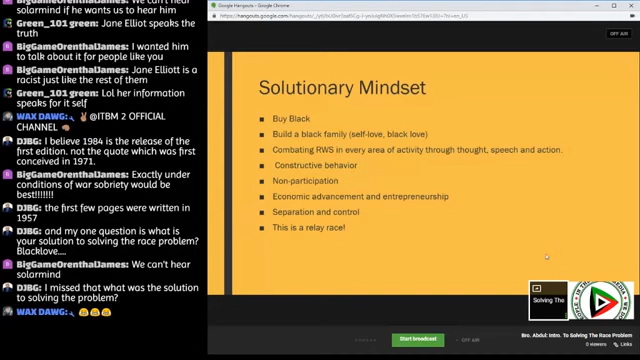 solarmind if he wants us to hear him
Green_101 green: Jane Elliot speaks the
truth
BigGameOrenthalJames: I wanted him
to talk about it for people like you
BigGameOrenthalJames: Jane Elliott is a
racist just like the rest of them
Green_101 green: Lol her information
speaks for it self
WAX DAWG: @ITBM 2 OFFICIAL
CHANNEL
DJBG: I believe 1984 is the release of the
first edition. not the quote which was first
conceived in 1971.
BigGameOrenthalJames: Exactly under
conditions of war sobriety would be
best!!!!!!!
DJBG: the first few pages were written in
1957
DJBG: and my one question is what is
your solution to solving the race problem?
Blacklove....
BigGameOrenthalJames: We can't hear
solarmind
DJBG: I missed that what was the solution
to solving the problem?
WAX DAWG:
Google Hangouts - Google Chrome
https://hangouts.google.com/hangouts/
OFF AIR
Solutionary Mindset
Buy Black
Build a black family (self-love, black love)
Combating RWS in every area of activity through thought, speech and action.
Constructive behavior
Non-participation
Economic advancement and entrepreneurship
Separation and control
This is a relay race!
Solving The
Start broadcast
OFF AIR
Bro. Abdul: Intro. To Solving The Race Problem
0 viewers
Links